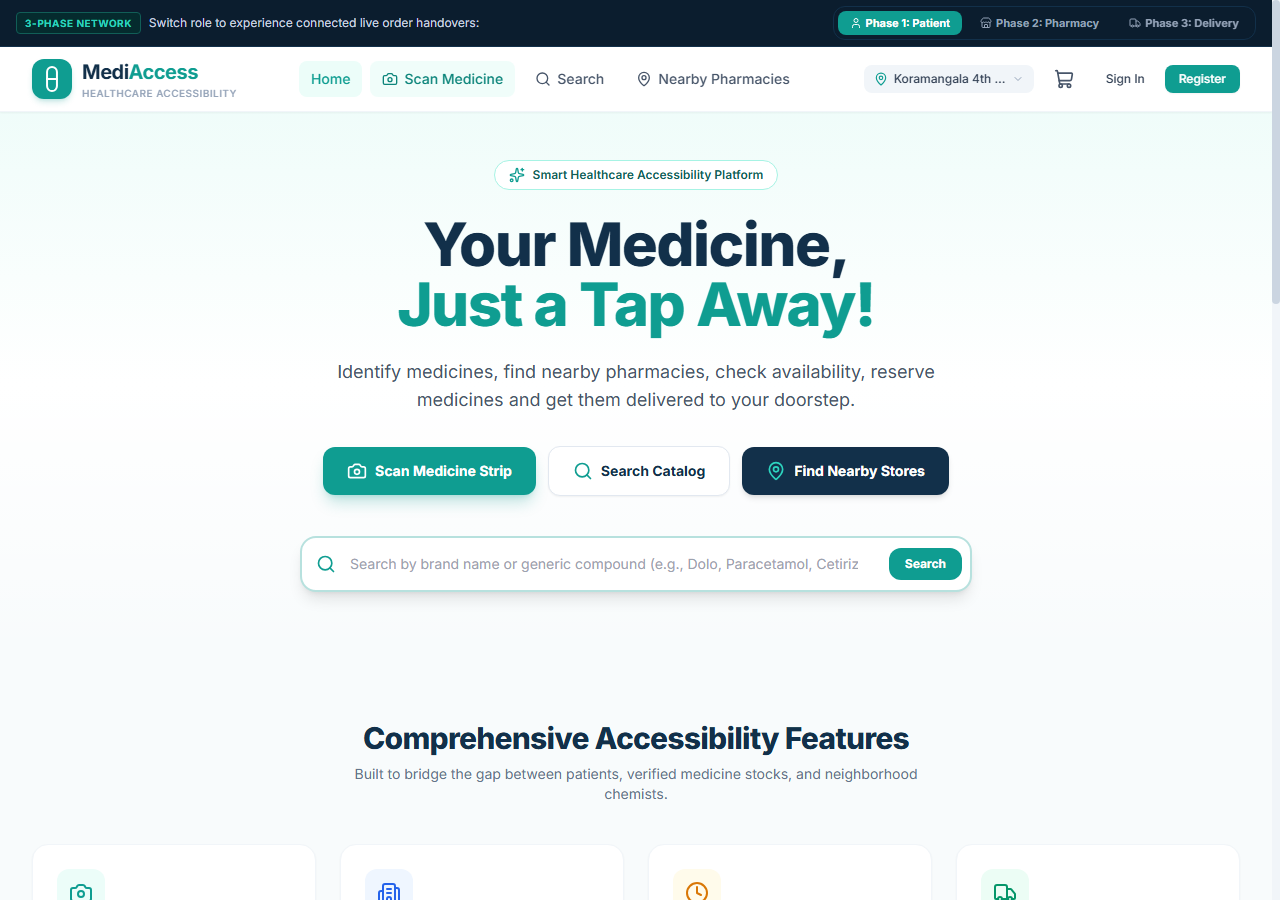 3-PHASE NETWORK Switch role to experience connected live order handovers: Phase 1: Patient Phase 2: Pharmacy Phase 3: Delivery
MediAccess
HEALTHCARE ACCESSIBILITY
Home Scan Medicine Search Nearby Pharmacies Koramangala 4th ... Sign In Register
Smart Healthcare Accessibility Platform
Your Medicine,
Just a Tap Away!
Identify medicines, find nearby pharmacies, check availability, reserve
medicines and get them delivered to your doorstep.
Scan Medicine Strip Search Catalog Find Nearby Stores
Search by brand name or generic compound (e.g., Dolo, Paracetamol, Cetiriz Search
Comprehensive Accessibility Features
Built to bridge the gap between patients, verified medicine stocks, and neighborhood
chemists.